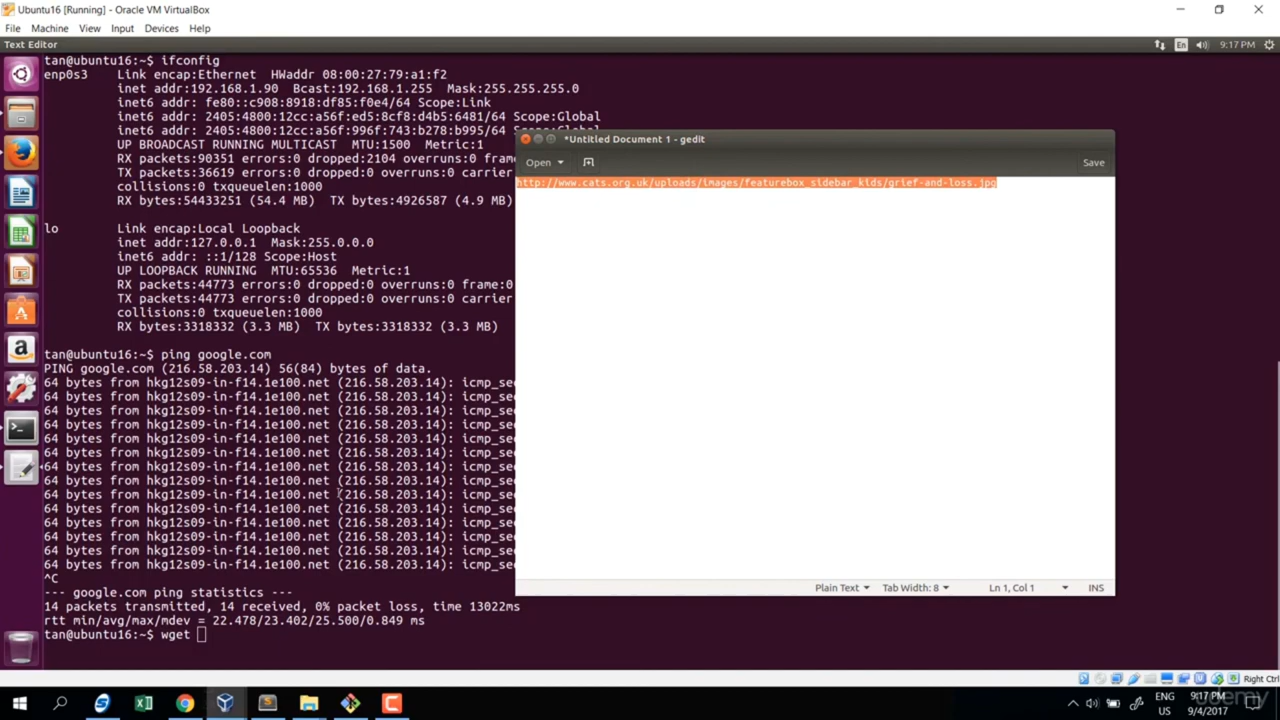 Ubuntu16 [Running] - Oracle VM VirtualBox
File Machine View Input Devices Help
Text Editor
En
9:17 PM
tan@ubuntu16:~$ ifconfig
enp0s3 Link encap:Ethernet HWaddr 08:00:27:79:a1:f2
inet addr:192.168.1.90 Bcast:192.168.1.255 Mask:255.255.255.0
inet6 addr: fe80::c908:8918:df85:f0e4/64 Scope:Link
inet6 addr: 2405:4800:12cc:a56f:ed5:8cf8:d4b5:6481/64 Scope:Global
inet6 addr: 2405:4800:12cc:a56f:996f:743:b278:b995/64 Scope:Global
UP BROADCAST RUNNING MULTICAST MTU:1500 Metric:1
RX packets:90351 errors:0 dropped:2104 overruns:0 frame
TX packets:36619 errors:0 dropped:0 overruns:0 carrier
collisions:0 txqueuelen:1000
RX bytes:54433251 (54.4 MB) TX bytes:4926587 (4.9 MB)
lo Link encap:Local Loopback
inet addr:127.0.0.1 Mask:255.0.0.0
inet6 addr: ::1/128 Scope:Host
UP LOOPBACK RUNNING MTU:65536 Metric:1
RX packets:44773 errors:0 dropped:0 overruns:0 frame:0
TX packets:44773 errors:0 dropped:0 overruns:0 carrier
collisions:0 txqueuelen:1000
RX bytes:3318332 (3.3 MB) TX bytes:3318332 (3.3 MB)
tan@ubuntu16:~$ ping google.com
PING google.com (216.58.203.14) 56(84) bytes of data.
64 bytes from hkg12s09-in-f14.1e100.net (216.58.203.14): icmp_se
64 bytes from hkg12s09-in-f14.1e100.net (216.58.203.14): icmp_se
64 bytes from hkg12s09-in-f14.1e100.net (216.58.203.14): icmp_se
64 bytes from hkg12s09-in-f14.1e100.net (216.58.203.14): icmp_se
64 bytes from hkg12s09-in-f14.1e100.net (216.58.203.14): icmp_se
64 bytes from hkg12s09-in-f14.1e100.net (216.58.203.14): icmp_se
64 bytes from hkg12s09-in-f14.1e100.net (216.58.203.14): icmp_se
64 bytes from hkg12s09-in-f14.1e100.net (216.58.203.14): icmp_se
64 bytes from hkg12s09-in-f14.1e100.net (216.58.203.14): icmp_se
64 bytes from hkg12s09-in-f14.1e100.net (216.58.203.14): icmp_se
64 bytes from hkg12s09-in-f14.1e100.net (216.58.203.14): icmp_se
64 bytes from hkg12s09-in-f14.1e100.net (216.58.203.14): icmp_se
64 bytes from hkg12s09-in-f14.1e100.net (216.58.203.14): icmp_se
64 bytes from hkg12s09-in-f14.1e100.net (216.58.203.14): icmp_se
^C
--- google.com ping statistics ---
14 packets transmitted, 14 received, 0% packet loss, time 13022ms
rtt min/avg/max/mdev = 22.478/23.402/25.500/0.849 ms
tan@ubuntu16:~$ wget
*Untitled Document 1 - gedit
Open
Save
http://www.cats.org.uk/uploads/images/featurebox_sidebar_kids/grief-and-loss.jpg
Plain Text Tab Width: 8 Ln 1, Col 1 INS
Right Ctrl
ENG
US
9:17 PM
9/4/2017
udemy